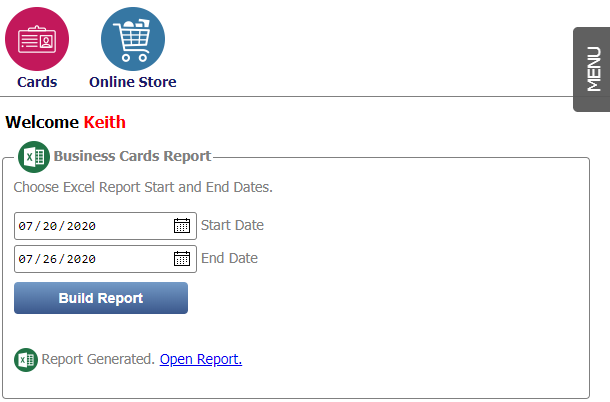 Cards
Online Store
MENU
Welcome Keith
Business Cards Report
Choose Excel Report Start and End Dates.
07/20/2020 Start Date
07/26/2020 End Date
Build Report
Report Generated. Open Report.